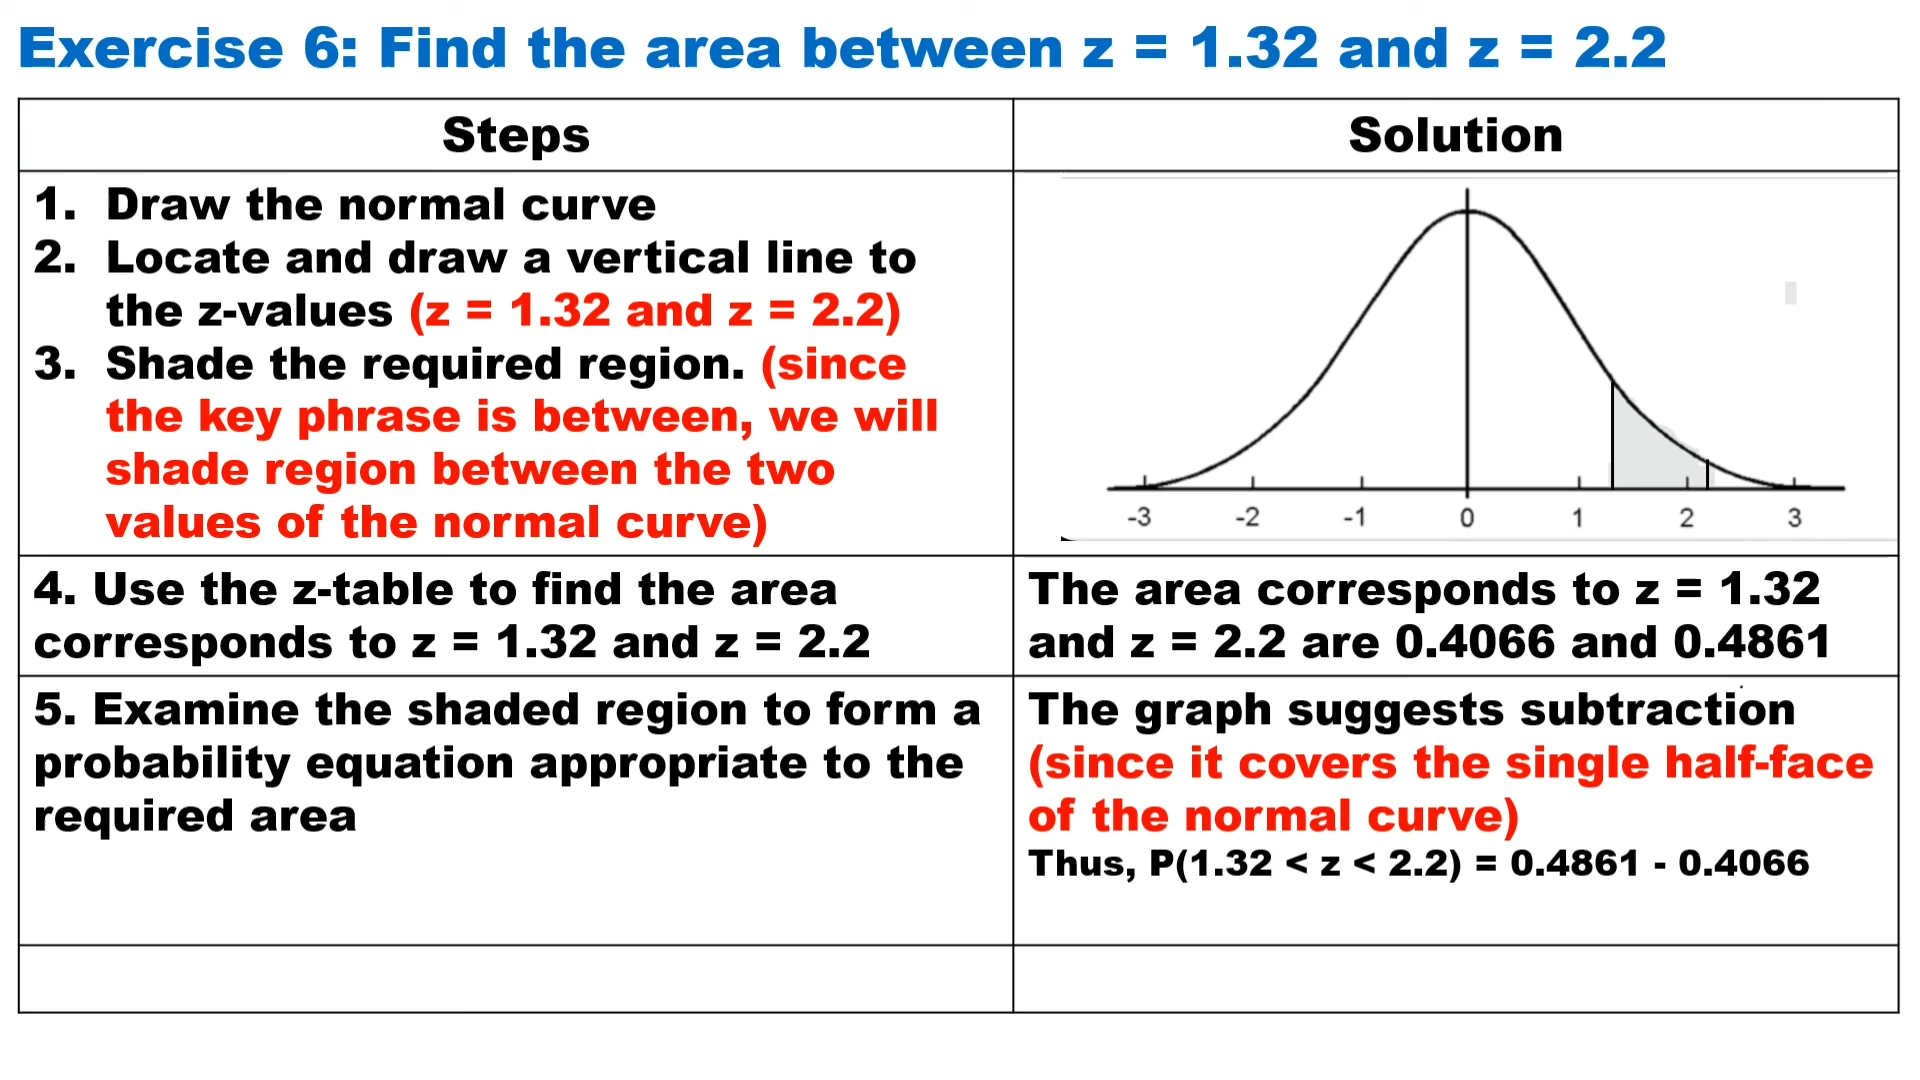 Exercise 6: Find the area between z = 1.32 and z = 2.2
Steps
Solution
1. Draw the normal curve
2. Locate and draw a vertical line to
the z-values (z = 1.32 and z = 2.2)
3. Shade the required region. (since
the key phrase is between, we will
shade region between the two
values of the normal curve)
-3 -2 -1 0 1 2 3
4. Use the z-table to find the area
corresponds to z = 1.32 and z = 2.2
The area corresponds to z = 1.32
and z = 2.2 are 0.4066 and 0.4861
5. Examine the shaded region to form a
probability equation appropriate to the
required area
The graph suggests subtraction
(since it covers the single half-face
of the normal curve)
Thus, P(1.32 < z < 2.2) = 0.4861 - 0.4066